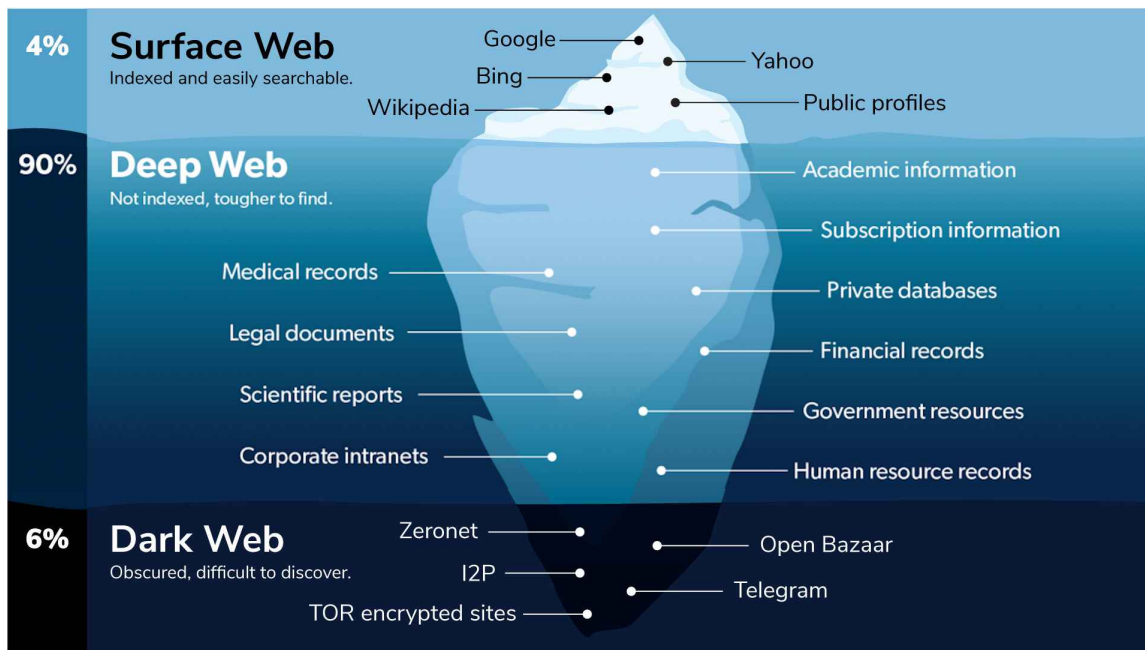 4%
Surface Web
Indexed and easily searchable.
Google
Yahoo
Bing
Public profiles
Wikipedia
90%
Deep Web
Not indexed, tougher to find.
Academic information
Subscription information
Medical records
Private databases
Legal documents
Financial records
Scientific reports
Government resources
Corporate intranets
Human resource records
6%
Dark Web
Obscured, difficult to discover.
Zeronet
Open Bazaar
I2P
Telegram
TOR encrypted sites